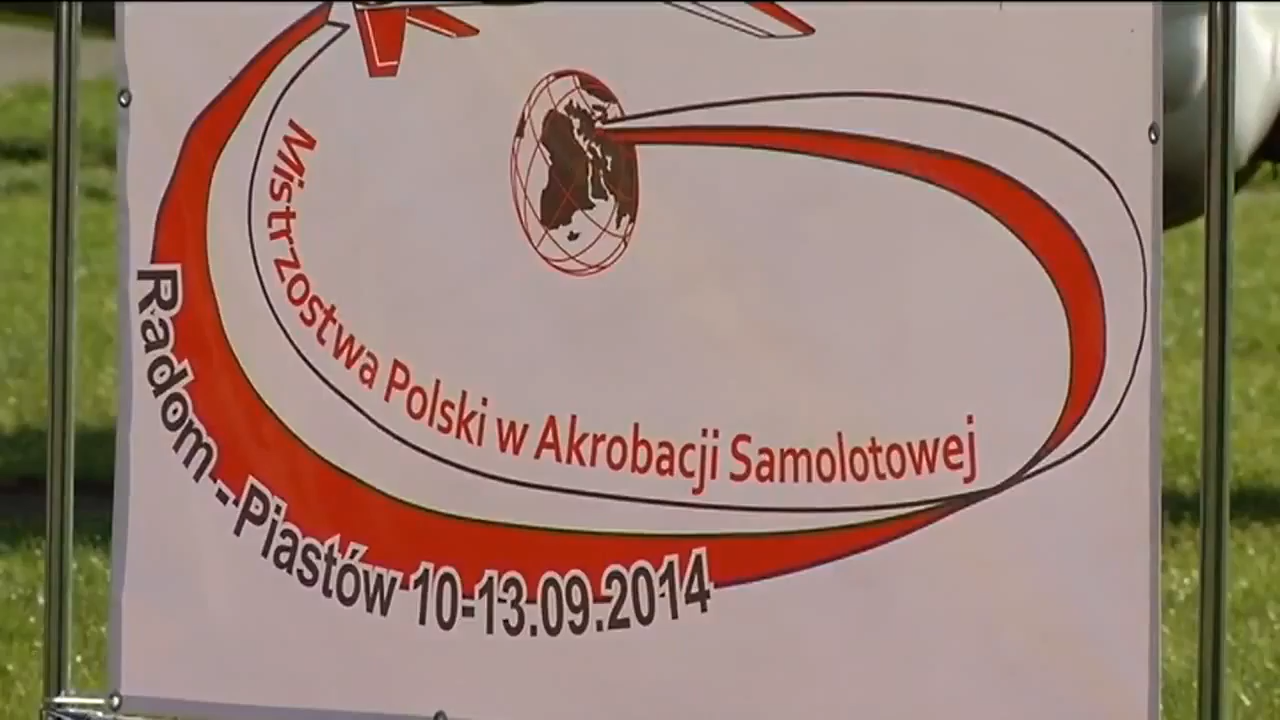 Mistrzostwa Polski w Akrobacji Samolotowej
Radom - Piastów 10-13.09.2014